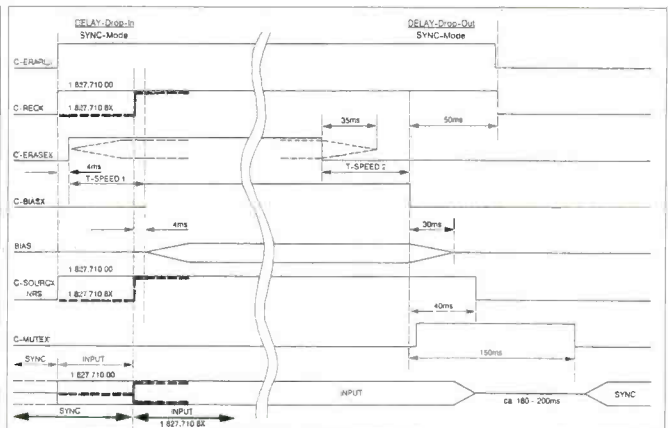 DELAY-Drop-In
SYNC-Mode
DELAY-Drop-Out
SYNC-Mode
1 827.710 00
C-RECX
1 827.710 8X
35ms
50ms
C-ERASEX
4ms
T-SPEED 1
T-SPEED 2
C-BIASX
4ms
30ms
BIAS
1 827.710 00
C-SOURCX
NRS
1 827.710 8X
40ms
C-MUTEX
150ms
SYNC
INPUT
1 827.710 00
INPUT
ca 180 - 200ms
SYNC
SYNC
INPUT
1 827.710 8X